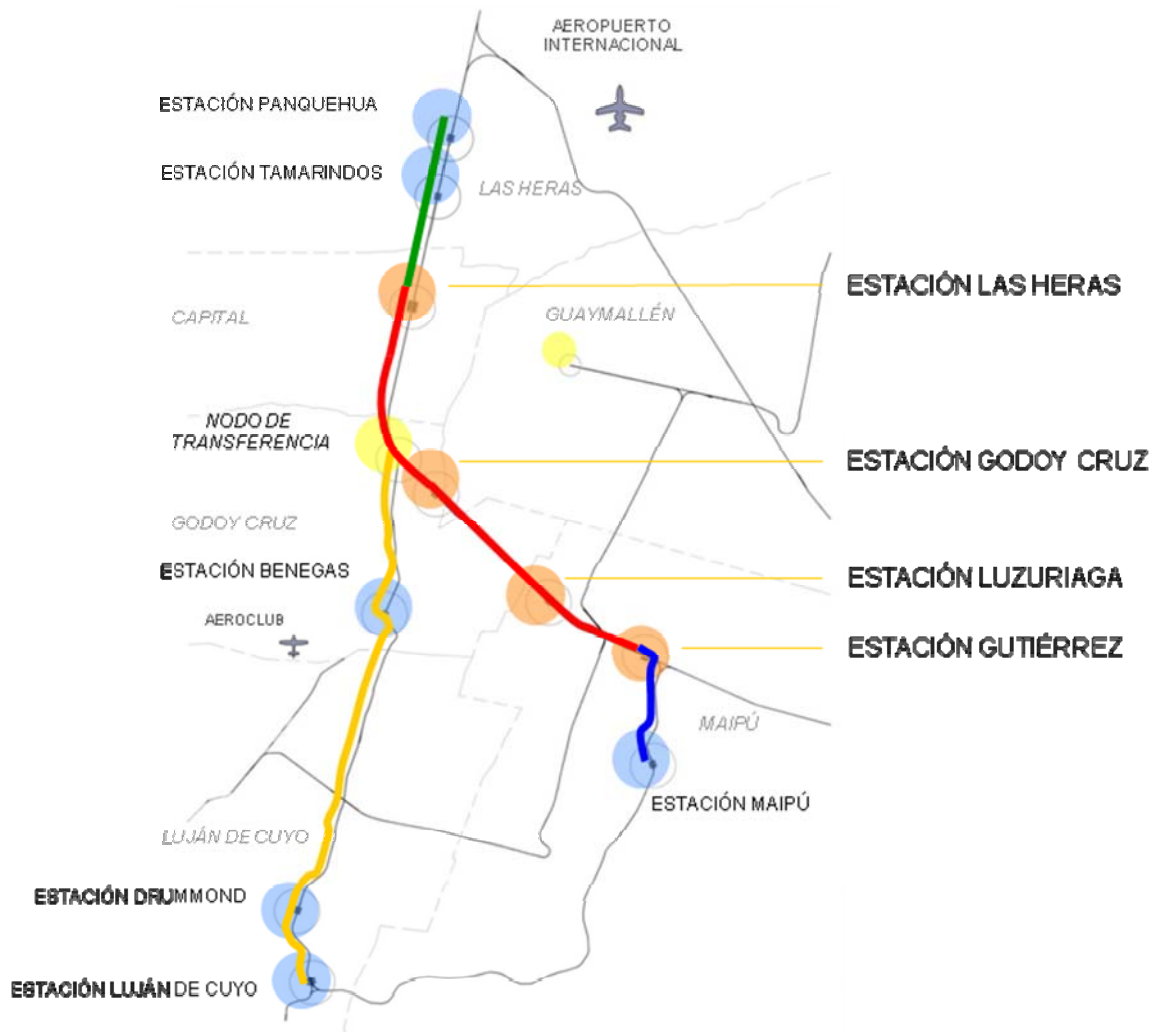 AEROPUERTO
INTERNACIONAL
ESTACIÓN PANQUEHUA
ESTACIÓN TAMARINDOS
LAS HERAS
ESTACIÓN LAS HERAS
CAPITAL
GUAYMALLÉN
NODO DE
TRANSFERENCIA
ESTACIÓN GODOY CRUZ
GODOY CRUZ
ESTACIÓN BENEGAS
ESTACIÓN LUZURIAGA
AEROCLUB
ESTACIÓN GUTIÉRREZ
MAIPÚ
ESTACIÓN MAIPÚ
LUJÁN DE CUYO
ESTACIÓN DRUMMOND
ESTACIÓN LUJÁN DE CUYO